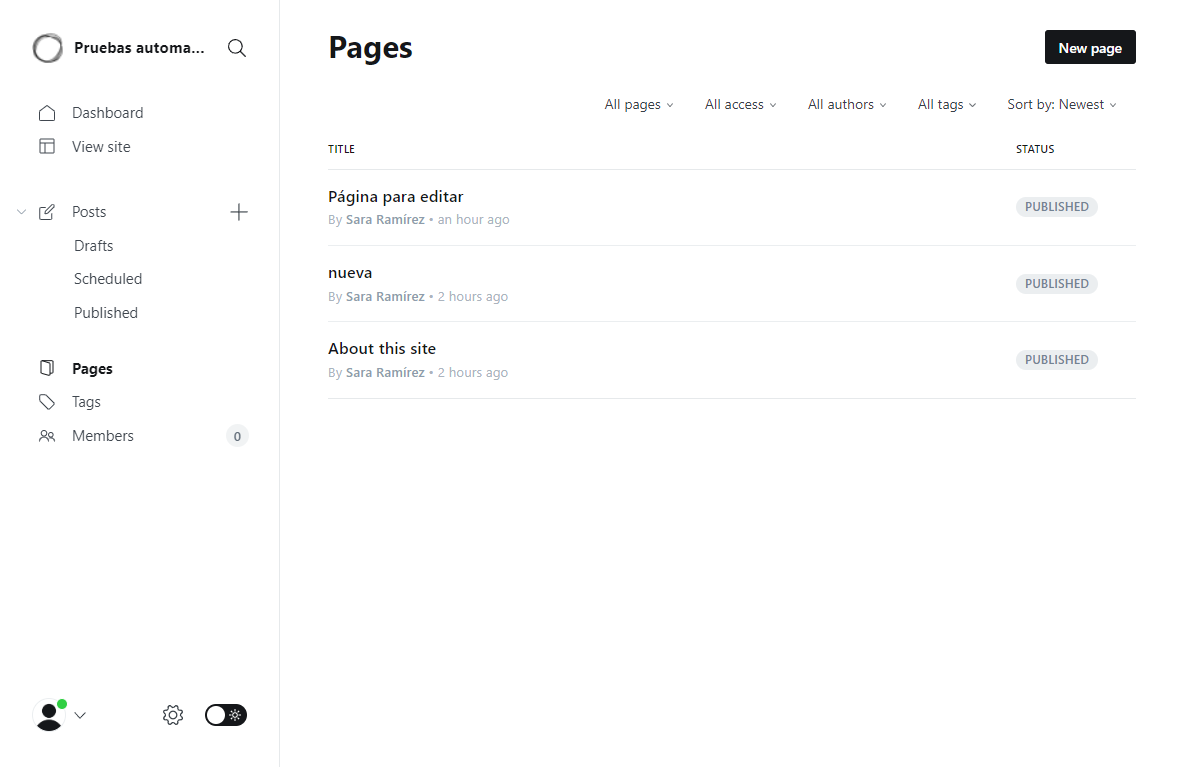 Pruebas automa...
Dashboard
View site
Posts
Drafts
Scheduled
Published
Pages
Tags
Members 0
Pages
New page
All pages All access All authors All tags Sort by: Newest
TITLE STATUS
Página para editar
By Sara Ramírez • an hour ago
PUBLISHED
nueva
By Sara Ramírez • 2 hours ago
PUBLISHED
About this site
By Sara Ramírez • 2 hours ago
PUBLISHED